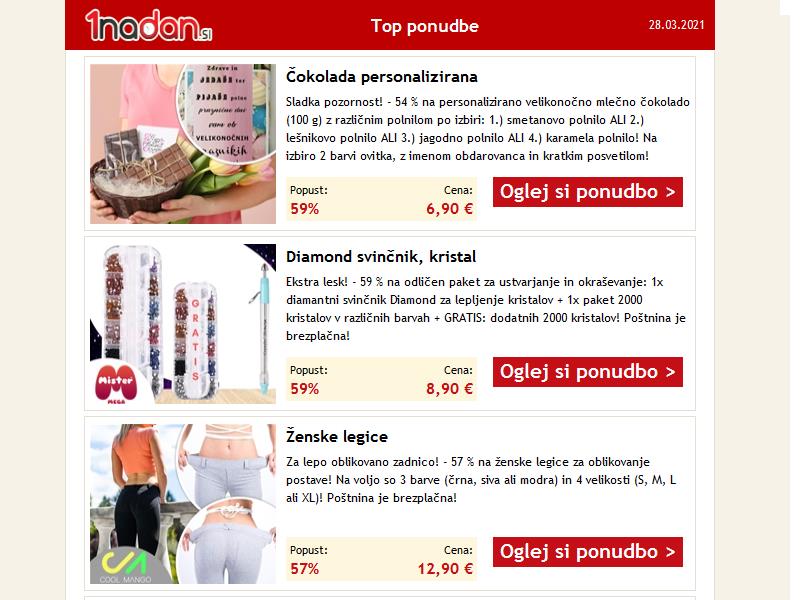 1nadan.si
Top ponudbe
28.03.2021
Zdravo in
JEDAČE ter
PIJAČE polne
praznične dni
vam ob
VELIKONOČNIH
praznikih
Čokolada personalizirana
Sladka pozornost! - 54 % na personalizirano velikonočno mlečno čokolado
(100 g) z različnim polnilom po izbiri: 1.) smetanovo polnilo ALI 2.)
lešnikovo polnilo ALI 3.) jagodno polnilo ALI 4.) karamela polnilo! Na
izbiro 2 barvi ovitka, z imenom obdarovanca in kratkim posvetilom!
Popust: Cena:
59% 6,90 €
Oglej si ponudbo >
GRATIS
Mister
MEGA
Diamond svinčnik, kristal
Ekstra lesk! - 59 % na odličen paket za ustvarjanje in okraševanje: 1x
diamantni svinčnik Diamond za lepljenje kristalov + 1x paket 2000
kristalov v različnih barvah + GRATIS: dodatnih 2000 kristalov! Poštnina je
brezplačna!
Popust: Cena:
59% 8,90 €
Oglej si ponudbo >
COOL MANGO
Ženske legice
Za lepo oblikovano zadnico! - 57 % na ženske legice za oblikovanje
postave! Na voljo so 3 barve (črna, siva ali modra) in 4 velikosti (S, M, L
ali XL)! Poštnina je brezplačna!
Popust: Cena:
57% 12,90 €
Oglej si ponudbo >